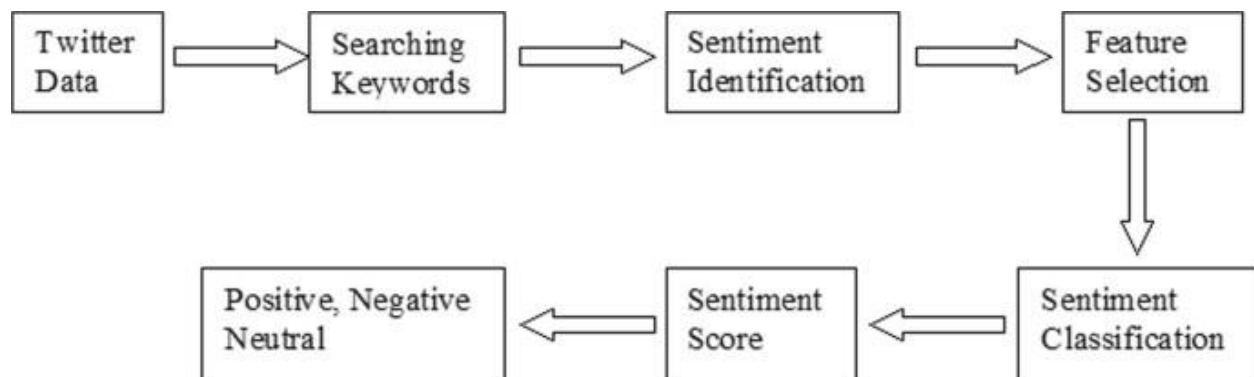 Twitter
Data
Searching
Keywords
Sentiment
Identification
Feature
Selection
Sentiment
Classification
Sentiment
Score
Positive, Negative
Neutral